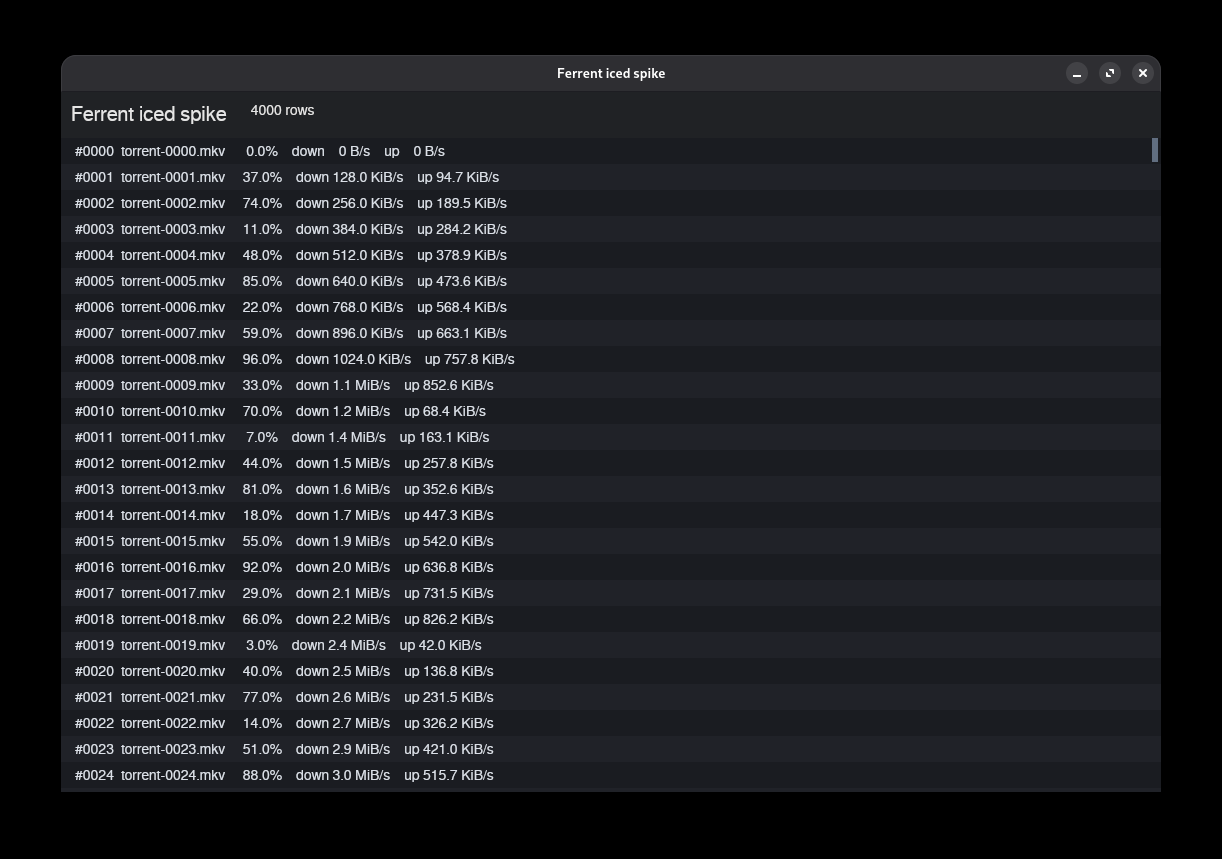 Ferrent iced spike
Ferrent iced spike 4000 rows
#0000 torrent-0000.mkv 0.0% down 0 B/s up 0 B/s
#0001 torrent-0001.mkv 37.0% down 128.0 KiB/s up 94.7 KiB/s
#0002 torrent-0002.mkv 74.0% down 256.0 KiB/s up 189.5 KiB/s
#0003 torrent-0003.mkv 11.0% down 384.0 KiB/s up 284.2 KiB/s
#0004 torrent-0004.mkv 48.0% down 512.0 KiB/s up 378.9 KiB/s
#0005 torrent-0005.mkv 85.0% down 640.0 KiB/s up 473.6 KiB/s
#0006 torrent-0006.mkv 22.0% down 768.0 KiB/s up 568.4 KiB/s
#0007 torrent-0007.mkv 59.0% down 896.0 KiB/s up 663.1 KiB/s
#0008 torrent-0008.mkv 96.0% down 1024.0 KiB/s up 757.8 KiB/s
#0009 torrent-0009.mkv 33.0% down 1.1 MiB/s up 852.6 KiB/s
#0010 torrent-0010.mkv 70.0% down 1.2 MiB/s up 68.4 KiB/s
#0011 torrent-0011.mkv 7.0% down 1.4 MiB/s up 163.1 KiB/s
#0012 torrent-0012.mkv 44.0% down 1.5 MiB/s up 257.8 KiB/s
#0013 torrent-0013.mkv 81.0% down 1.6 MiB/s up 352.6 KiB/s
#0014 torrent-0014.mkv 18.0% down 1.7 MiB/s up 447.3 KiB/s
#0015 torrent-0015.mkv 55.0% down 1.9 MiB/s up 542.0 KiB/s
#0016 torrent-0016.mkv 92.0% down 2.0 MiB/s up 636.8 KiB/s
#0017 torrent-0017.mkv 29.0% down 2.1 MiB/s up 731.5 KiB/s
#0018 torrent-0018.mkv 66.0% down 2.2 MiB/s up 826.2 KiB/s
#0019 torrent-0019.mkv 3.0% down 2.4 MiB/s up 42.0 KiB/s
#0020 torrent-0020.mkv 40.0% down 2.5 MiB/s up 136.8 KiB/s
#0021 torrent-0021.mkv 77.0% down 2.6 MiB/s up 231.5 KiB/s
#0022 torrent-0022.mkv 14.0% down 2.7 MiB/s up 326.2 KiB/s
#0023 torrent-0023.mkv 51.0% down 2.9 MiB/s up 421.0 KiB/s
#0024 torrent-0024.mkv 88.0% down 3.0 MiB/s up 515.7 KiB/s